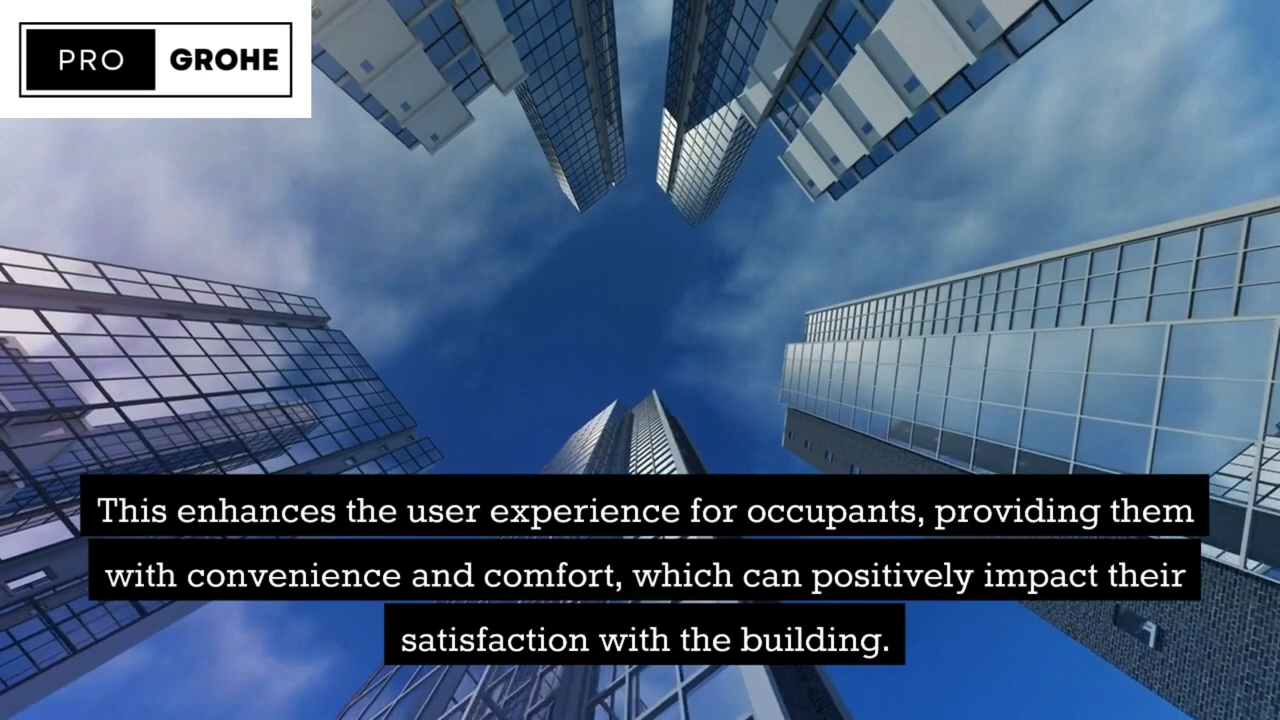 PRO GROHE
This enhances the user experience for occupants, providing them
with convenience and comfort, which can positively impact their
satisfaction with the building.